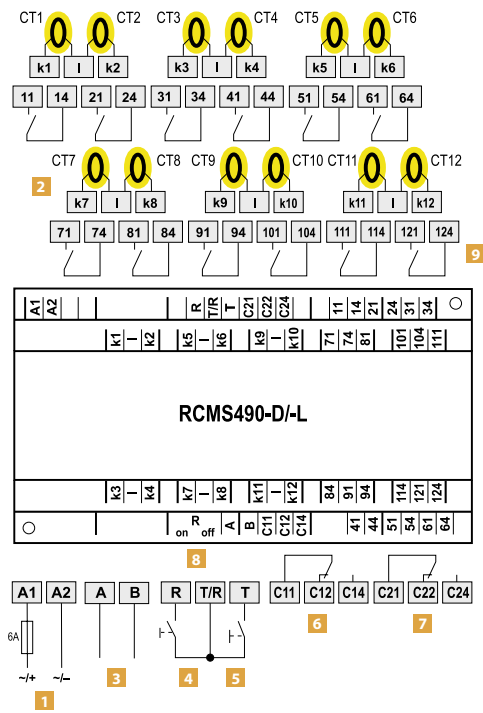 CT1 CT2 CT3 CT4 CT5 CT6
k1 I k2 k3 I k4 k5 I k6
11 14 21 24 31 34 41 44 51 54 61 64
CT7 CT8 CT9 CT10 CT11 CT12
2
k7 I k8 k9 I k10 k11 I k12
71 74 81 84 91 94 101 104 111 114 121 124
9
A1 A2 R T/R T C21 C22 C24 11 14 21 24 31 34
k1 I k2 k5 I k6 k9 I k10 71 74 81 101 104 111
RCMS490-D/-L
k3 I k4 k7 I k8 k11 I k12 84 91 94 114 121 124
on R off A B C11 C12 C14 41 44 51 54 61 64
8
A1 A2 A B R T/R T C11 C12 C14 C21 C22 C24
6 7
6A
~/+ ~/–
3 4 5
1